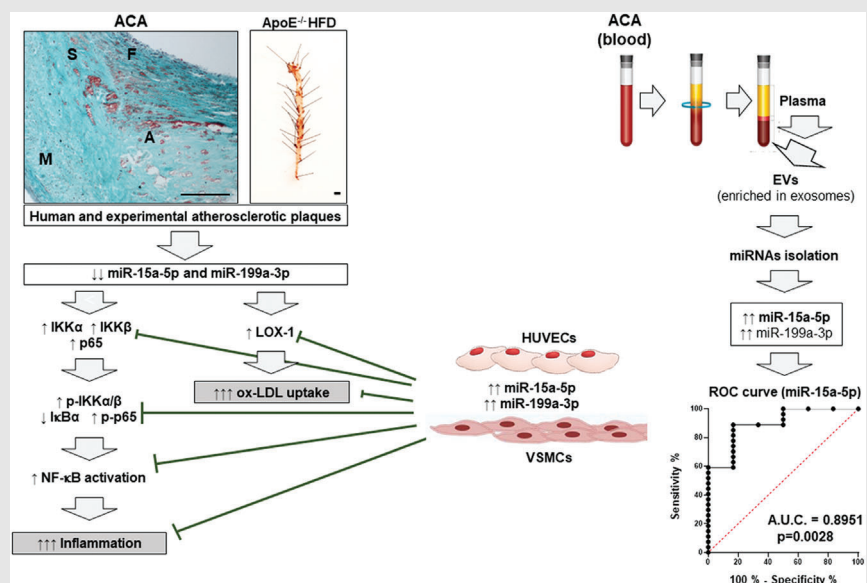 ACA
ApoE-/-HFD
S
F
A
M
Human and experimental atherosclerotic plaques
↓↓ miR-15a-5p and miR-199a-3p
↑ IKKα ↑ IKKβ
↑ p65
↑ LOX-1
↑↑↑ ox-LDL uptake
↑ p-IKKα/β
↓ IκBα ↑ p-p65
↑ NF-κB activation
↑↑↑ Inflammation
HUVECs
↑↑ miR-15a-5p
↑↑ miR-199a-3p
VSMCs
ACA
(blood)
Plasma
EVs
(enriched in exosomes)
miRNAs isolation
↑↑ miR-15a-5p
↑↑ miR-199a-3p
ROC curve (miR-15a-5p)
100
80
60
40
20
0
Sensitivity %
A.U.C. = 0.8951
p=0.0028
0 20 40 60 80 100
100 % - Specificity %